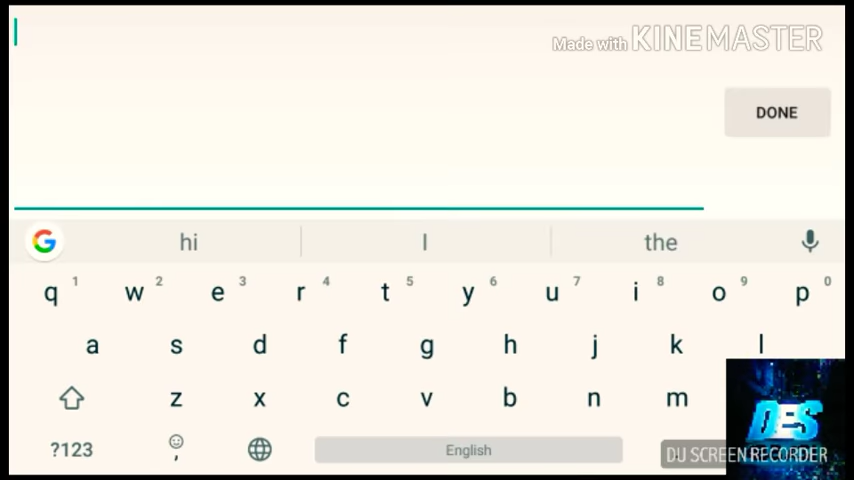 Made with KINEMASTER
DONE
hi I the
q 1 w 2 e 3 r 4 t 5 y 6 u 7 i 8 o 9 p 0
a s d f g h j k l
z x c v b n m
DES
?123 , English
DU SCREEN RECORDER